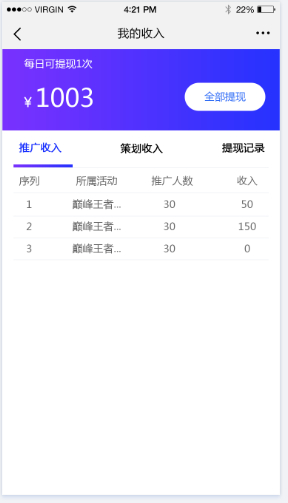 VIRGIN 4:21 PM 22%
我的收入
每日可提现1次
¥1003 全部提现
推广收入 策划收入 提现记录
序列 所属活动 推广人数 收入
1 巅峰王者... 30 50
2 巅峰王者... 30 150
3 巅峰王者... 30 0